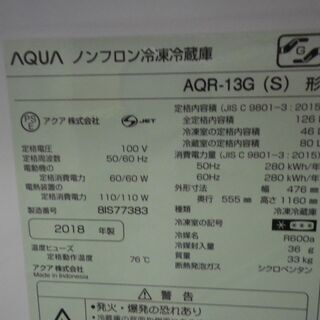 AQUA ノンフロン冷凍冷蔵庫
G
AQR-13G (S) 形
PS
E
アクア 株式会社
JET
定格電圧 100 V
定格周波数 50/60 Hz
電動機の
定格消費電力 60/60 W
電熱装置の
定格消費電力 110/110 W
製造番号 8IS77383
2018 年製
温度ヒューズ
定格動作温度 76℃
アクア株式会社
Made in Indonesia
定格内容積 (JIS C 9801-3 : 2015)
全定格内容積 126 L
冷凍室の定格内容積 46 L
冷蔵室の定格内容積 80 L
消費電力量 (JIS C 9801-3 : 2015)
50Hz 280 kWh/年
60Hz 280 kWh/年
外形寸法 幅 476 m
奥行 555 mm 高さ 1160 m
種類 冷凍冷蔵庫
冷凍室の記号
冷媒 R600a
冷媒封入量 36 g
質量 33 kg
断熱発泡ガス シクロペンタン
警告
発火・爆発の恐れあり